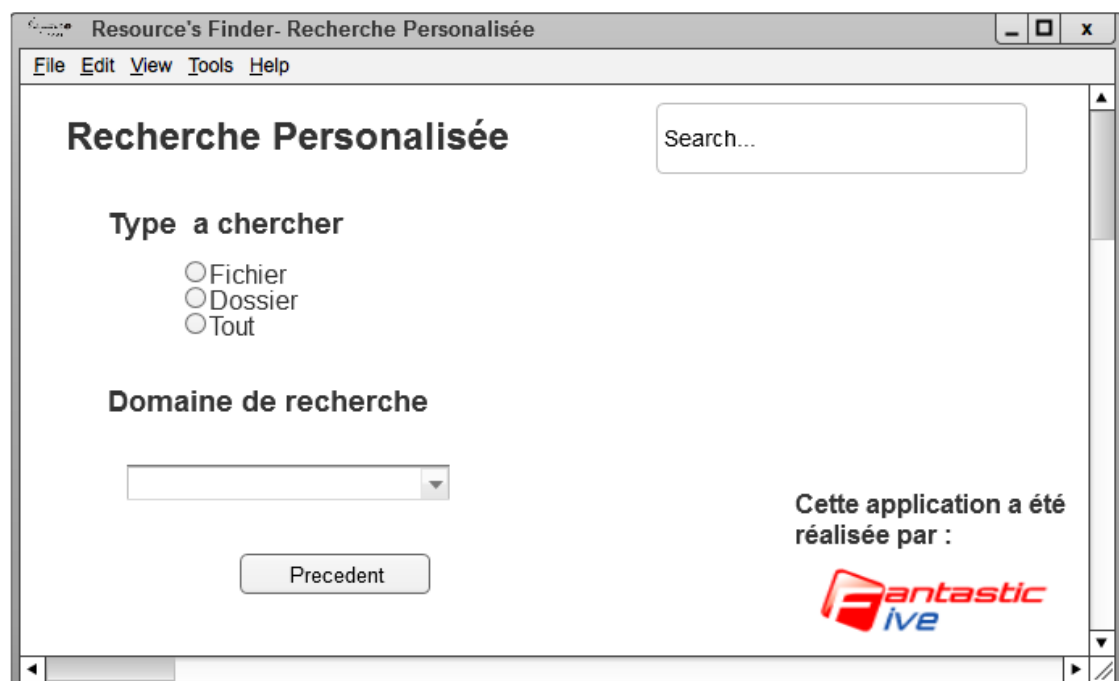 Resource's Finder- Recherche Personalisée
x
File Edit View Tools Help
Recherche Personalisée
Search...
Type a chercher
Fichier
Dossier
Tout
Domaine de recherche
Cette application a été
réalisée par :
Precedent
Fantastic
ive